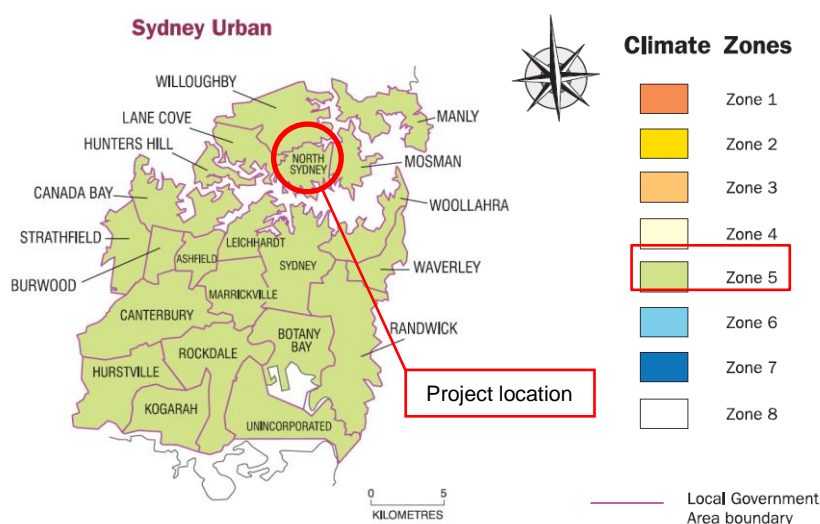 Sydney Urban
WILLOUGHBY
LANE COVE
HUNTERS HILL
CANADA BAY
STRATHFIELD
BURWOOD
NORTH
SYDNEY
MANLY
MOSMAN
WOOLLAHRA
WAVERLEY
RANDWICK
LEICHHARDT
ASHFIELD
SYDNEY
MARRICKVILLE
CANTERBURY
BOTANY
BAY
ROCKDALE
HURSTVILLE
KOGARAH
UNINCORPORATED
Project location
0 5
KILOMETRES
Climate Zones
Zone 1
Zone 2
Zone 3
Zone 4
Zone 5
Zone 6
Zone 7
Zone 8
Local Government
Area boundary